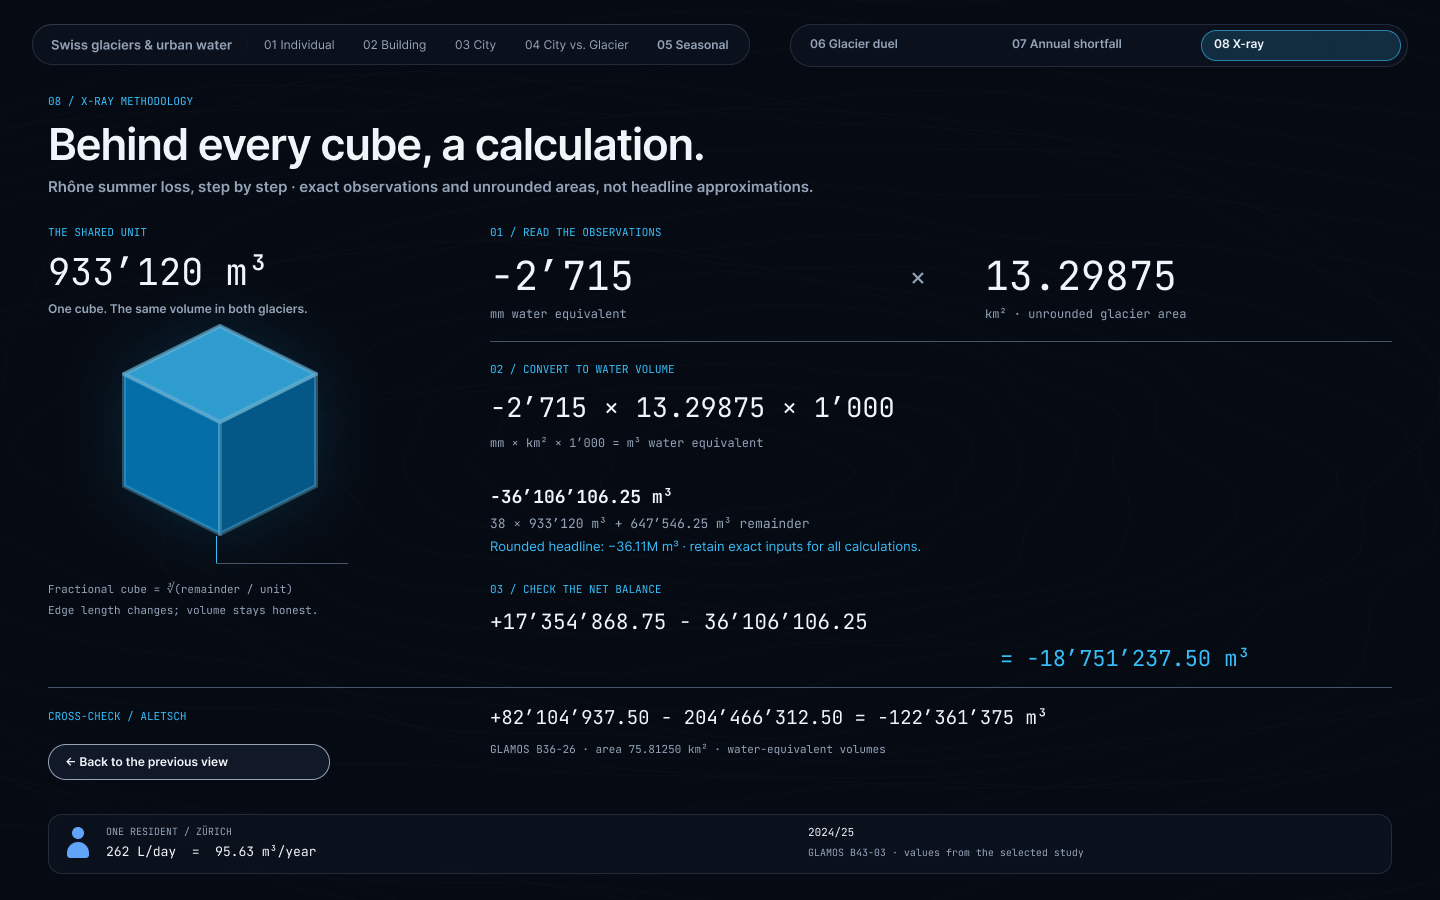 Swiss glaciers & urban water 01 Individual 02 Building 03 City 04 City vs. Glacier 05 Seasonal 06 Glacier duel 07 Annual shortfall 08 X-ray
08 / X-RAY METHODOLOGY
Behind every cube, a calculation.
Rhône summer loss, step by step · exact observations and unrounded areas, not headline approximations.
THE SHARED UNIT
933’120 m³
One cube. The same volume in both glaciers.
Fractional cube = ∛(remainder / unit)
Edge length changes; volume stays honest.
01 / READ THE OBSERVATIONS
-2’715 × 13.29875
mm water equivalent km² · unrounded glacier area
02 / CONVERT TO WATER VOLUME
-2’715 × 13.29875 × 1’000
mm × km² × 1’000 = m³ water equivalent
-36’106’106.25 m³
38 × 933’120 m³ + 647’546.25 m³ remainder
Rounded headline: −36.11M m³ · retain exact inputs for all calculations.
03 / CHECK THE NET BALANCE
+17’354’868.75 - 36’106’106.25
= -18’751’237.50 m³
CROSS-CHECK / ALETSCH
+82’104’937.50 - 204’466’312.50 = -122’361’375 m³
GLAMOS B36-26 · area 75.81250 km² · water-equivalent volumes
← Back to the previous view
ONE RESIDENT / ZÜRICH
262 L/day = 95.63 m³/year
2024/25
GLAMOS B43-03 · values from the selected study